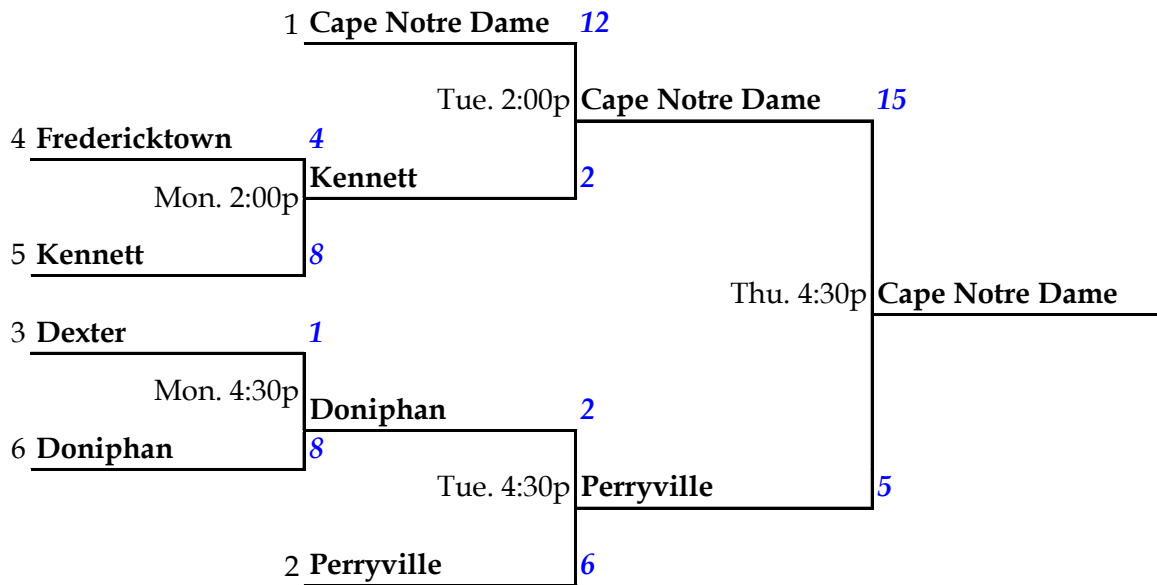 1 Cape Notre Dame 12
Tue. 2:00p Cape Notre Dame 15
4 Fredericktown 4
Mon. 2:00p Kennett 2
5 Kennett 8
Thu. 4:30p Cape Notre Dame
3 Dexter 1
Mon. 4:30p Doniphan 2
6 Doniphan 8
Tue. 4:30p Perryville 5
2 Perryville 6